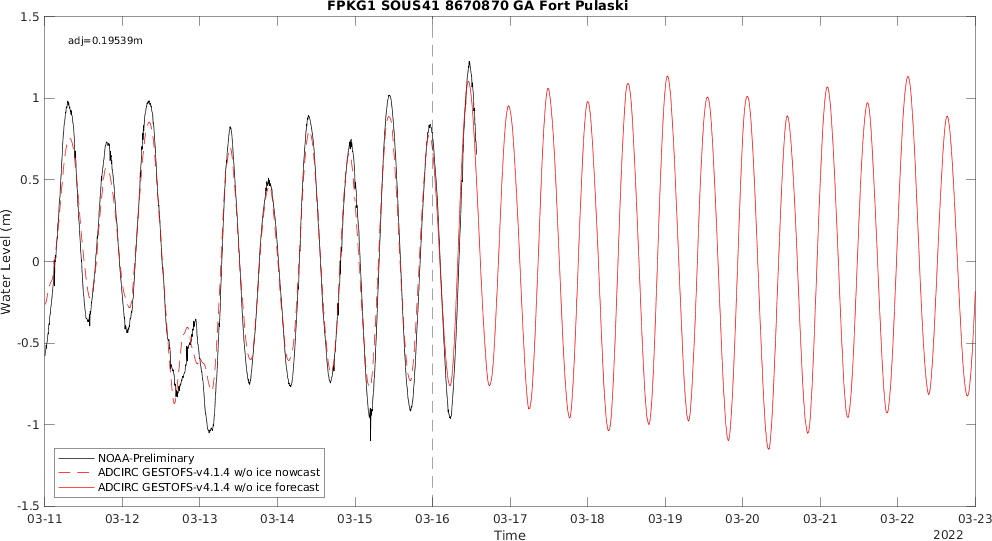 FPKG1 SOUS41 8670870 GA Fort Pulaski
adj=0.19539m
1.5
1
0.5
0
-0.5
-1
-1.5
Water Level (m)
NOAA-Preliminary
ADCIRC GESTOFS-v4.1.4 w/o ice nowcast
ADCIRC GESTOFS-v4.1.4 w/o ice forecast
03-11 03-12 03-13 03-14 03-15 03-16 03-17 03-18 03-19 03-20 03-21 03-22 03-23
Time
2022